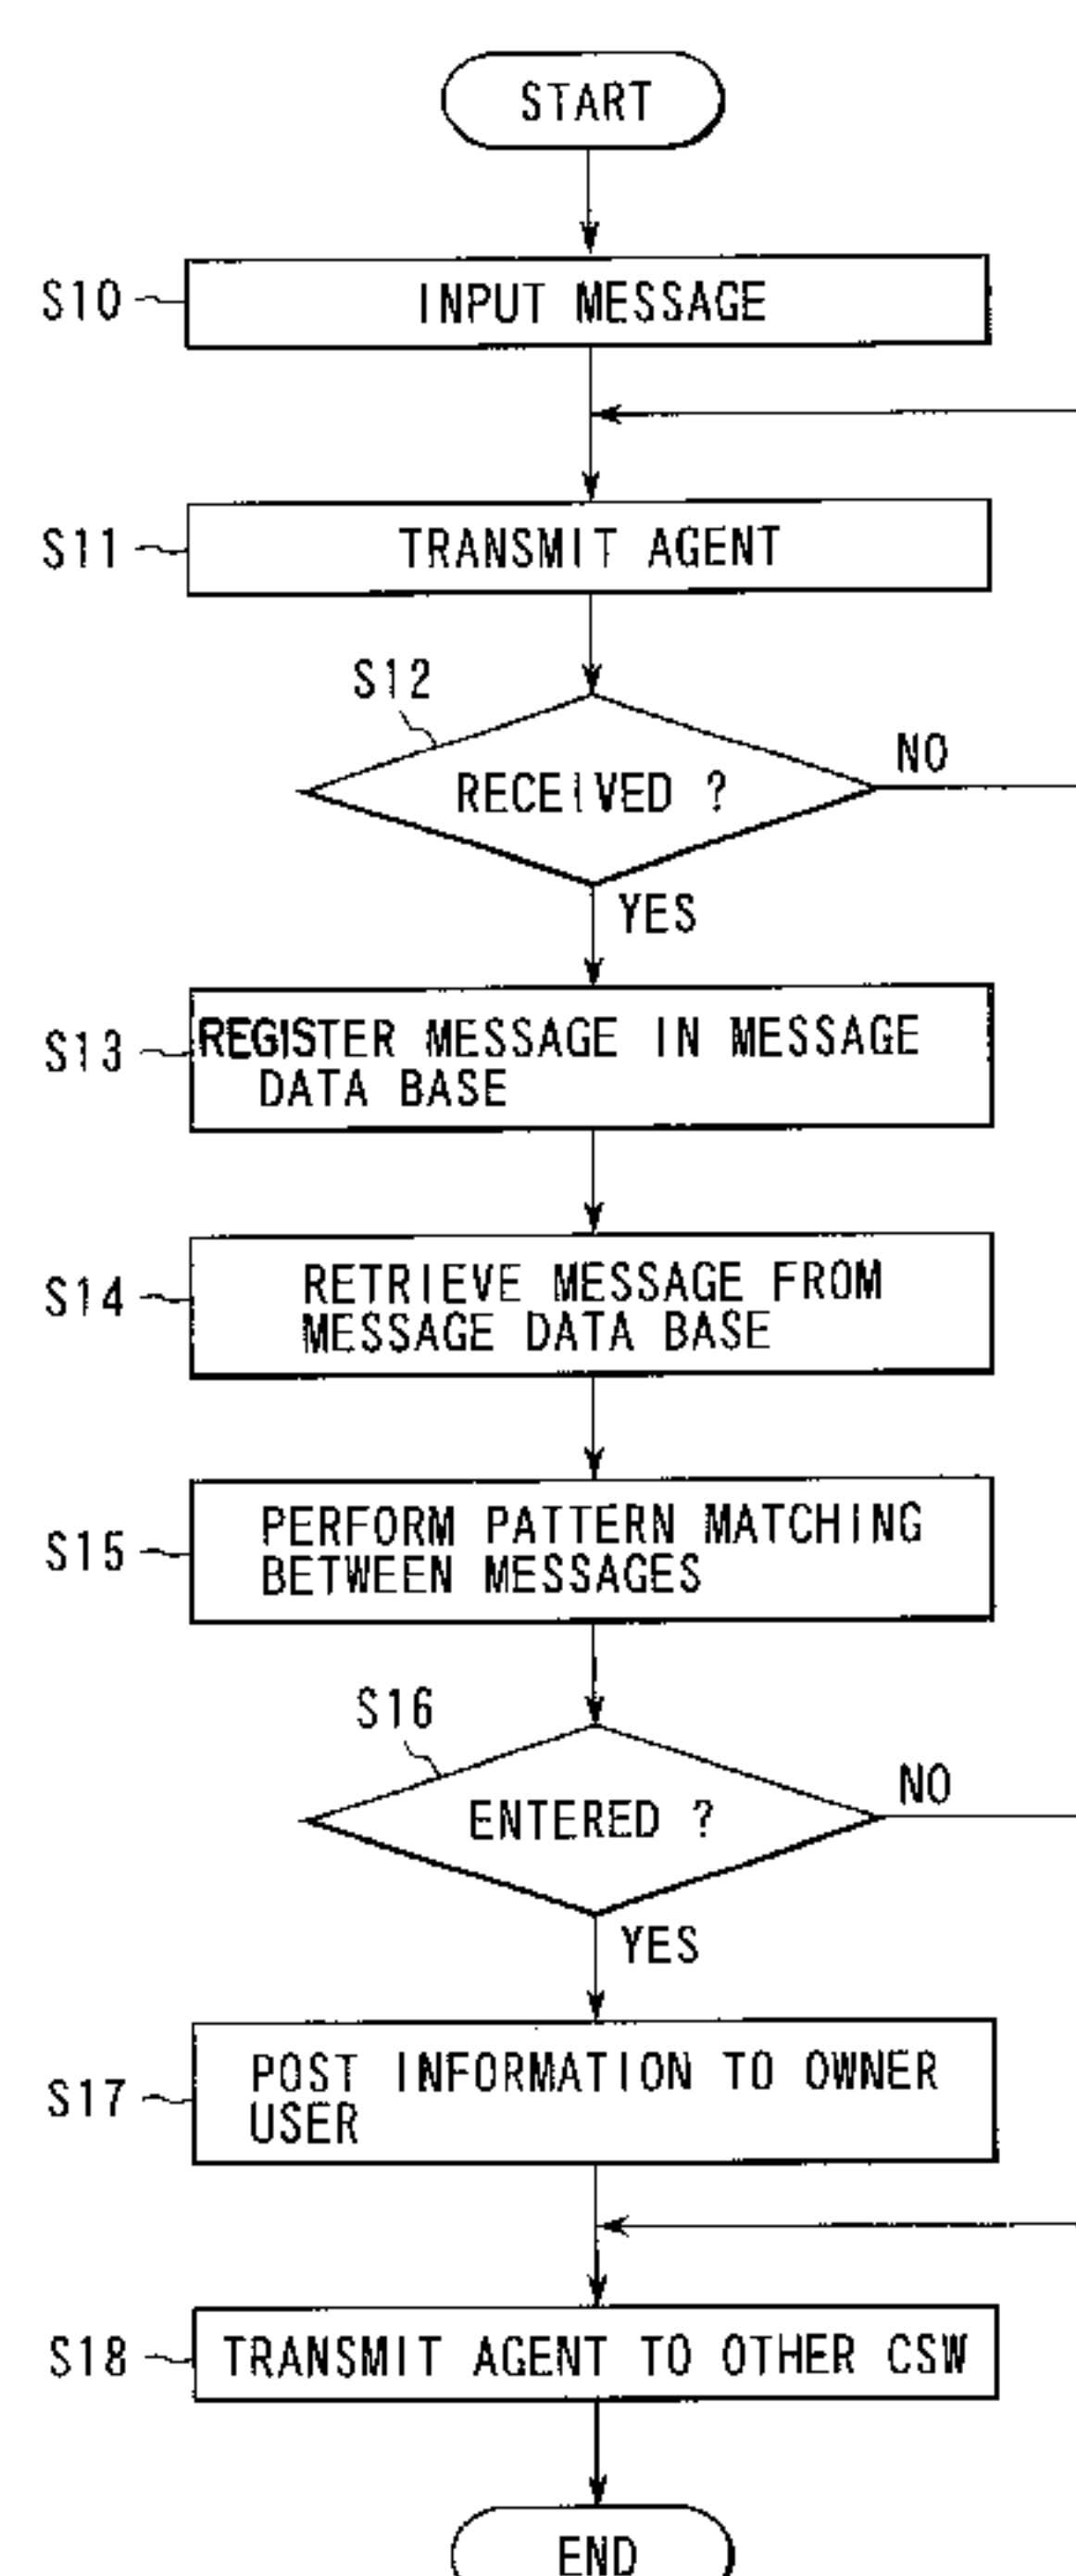 START
S10
INPUT MESSAGE
S11
TRANSMIT AGENT
S12
RECEIVED ?
NO
YES
S13
REGISTER MESSAGE IN MESSAGE
DATA BASE
S14
RETRIEVE MESSAGE FROM
MESSAGE DATA BASE
S15
PERFORM PATTERN MATCHING
BETWEEN MESSAGES
S16
ENTERED ?
NO
YES
S17
POST INFORMATION TO OWNER
USER
S18
TRANSMIT AGENT TO OTHER CSW
END